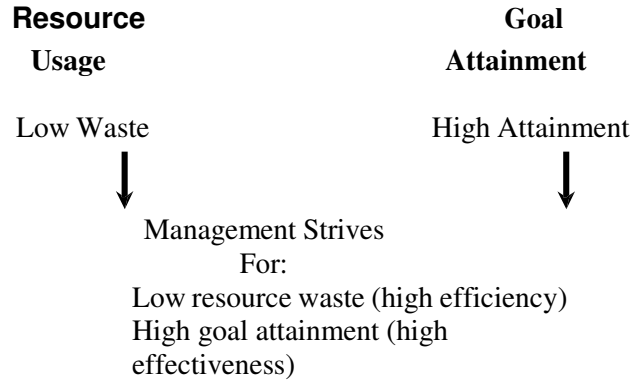 Resource Goal
Usage Attainment
Low Waste High Attainment
Management Strives
For:
Low resource waste (high efficiency)
High goal attainment (high
effectiveness)